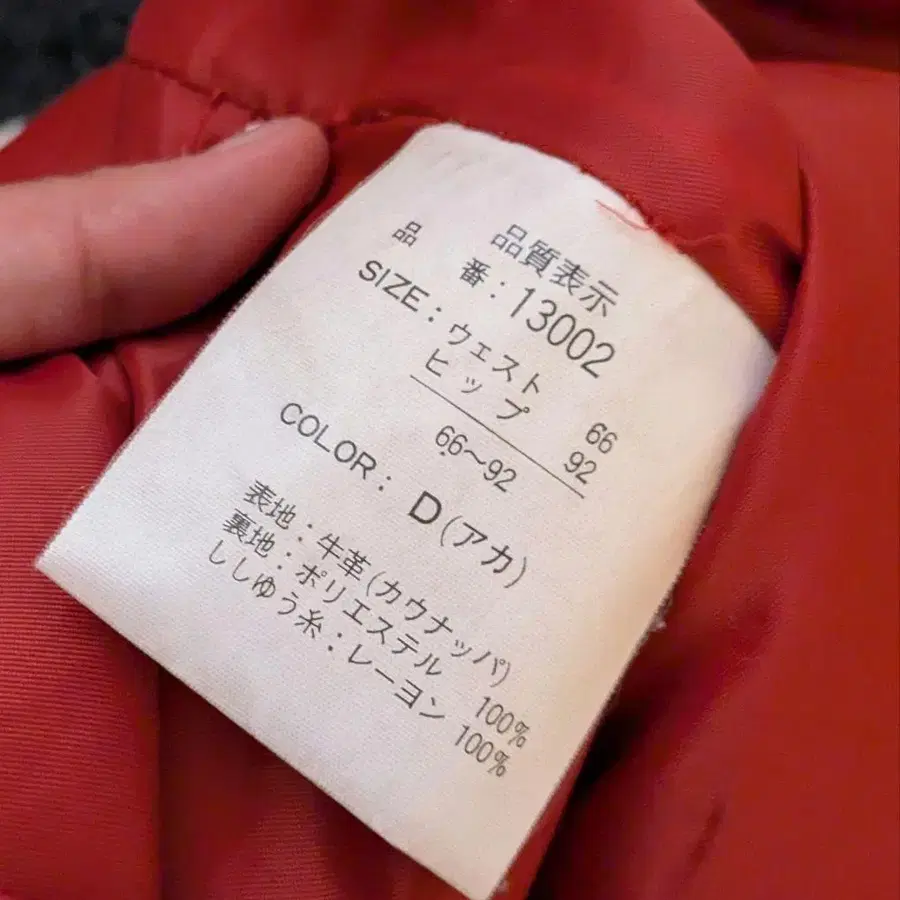 品質表示
品番:13002
SIZE:ウェスト 66
ヒップ 92
66〜92
COLOR:D(アカ)
表地:牛革(カウナッパ)
裏地:ポリエステル 100%
ししゆう糸:レーヨン 100%